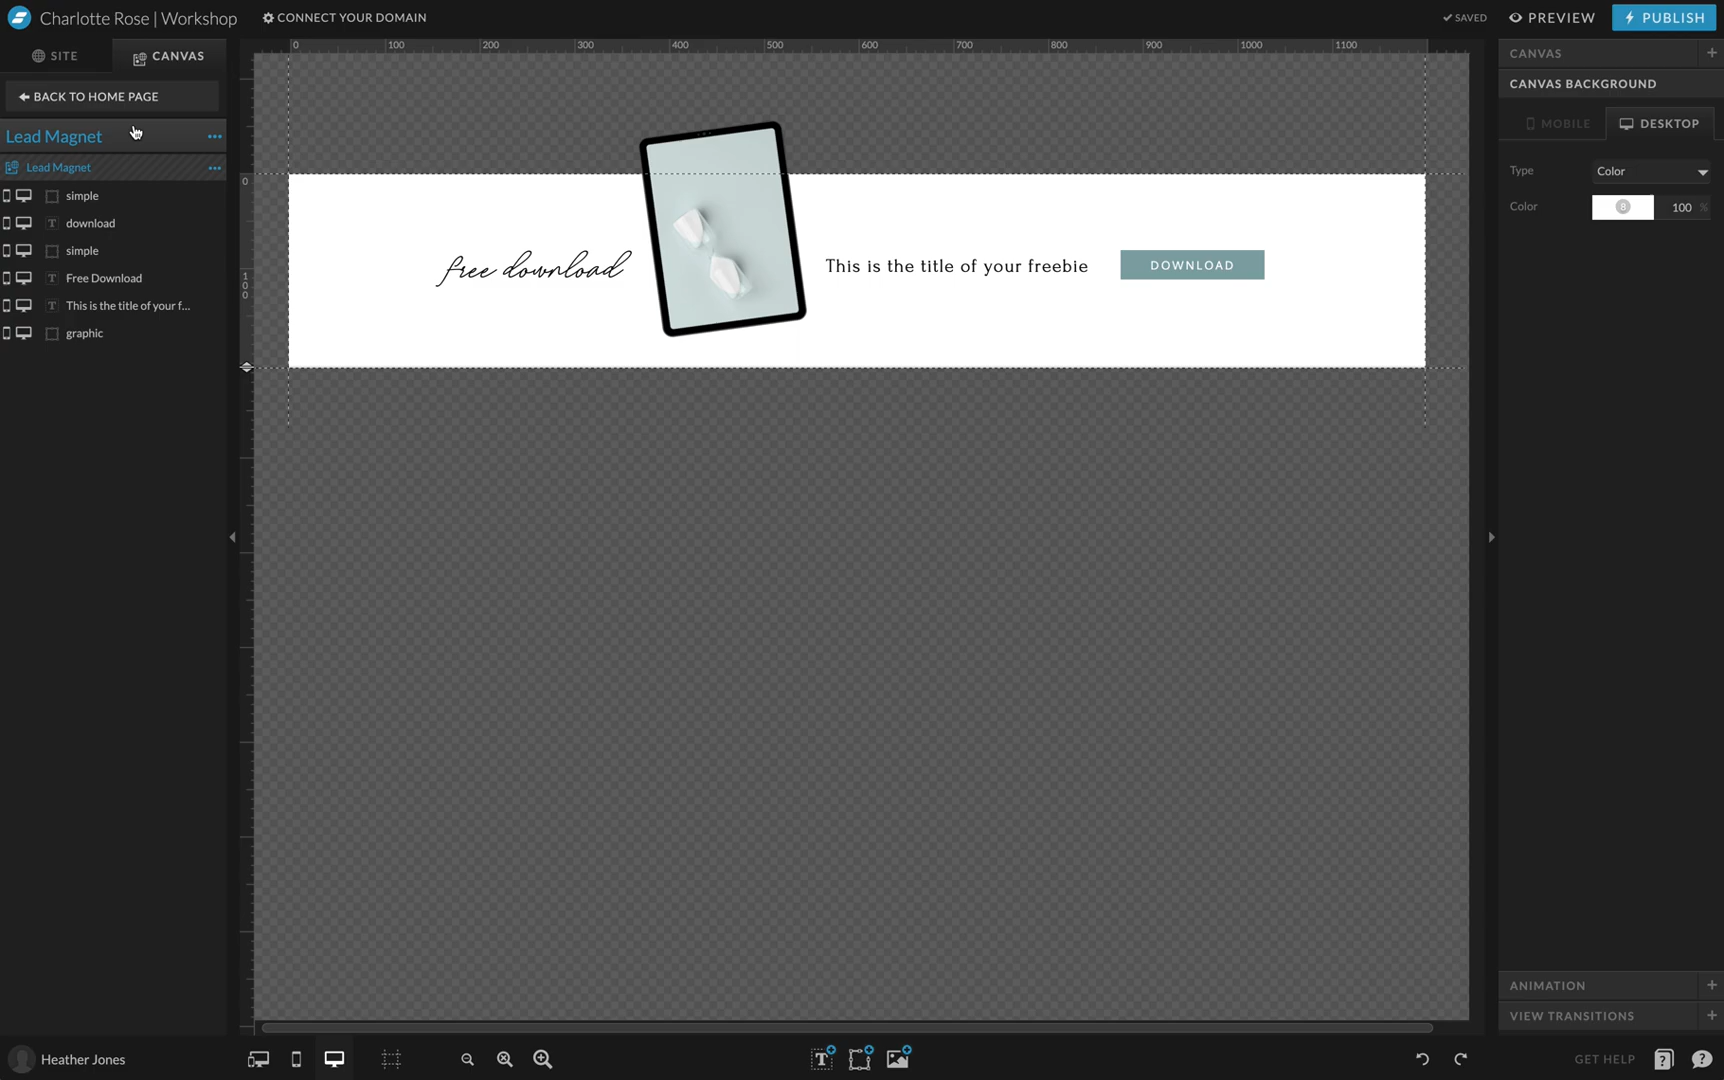 Charlotte Rose | Workshop
CONNECT YOUR DOMAIN
SAVED
PREVIEW
PUBLISH
SITE
CANVAS
BACK TO HOME PAGE
Lead Magnet
Lead Magnet
simple
download
simple
Free Download
This is the title of your f...
graphic
0
100
200
300
400
500
600
700
800
900
1000
1100
0
100
free download
This is the title of your freebie
DOWNLOAD
CANVAS
CANVAS BACKGROUND
MOBILE
DESKTOP
Type
Color
Color
8
100 %
ANIMATION
VIEW TRANSITIONS
Heather Jones
T
GET HELP